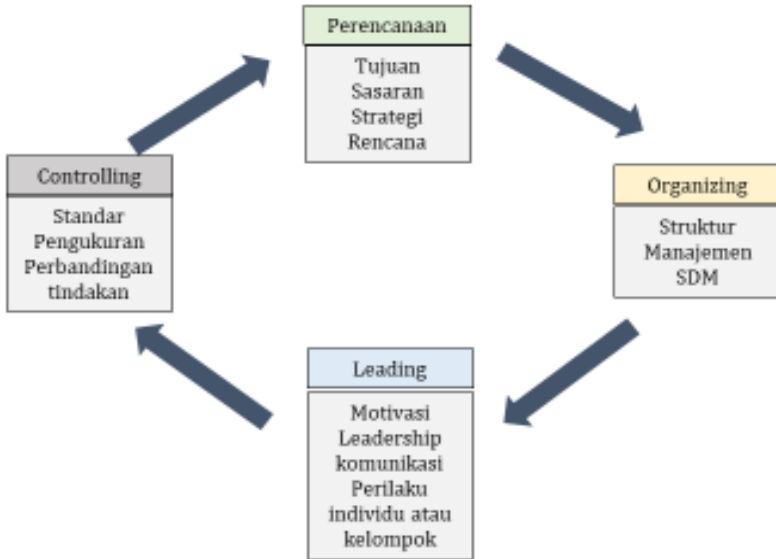 Perencanaan
Tujuan
Sasaran
Strategi
Rencana
Organizing
Struktur
Manajemen
SDM
Leading
Motivasi
Leadership
komunikasi
Perilaku
individu atau
kelompok
Controlling
Standar
Pengukuran
Perbandingan
tindakan